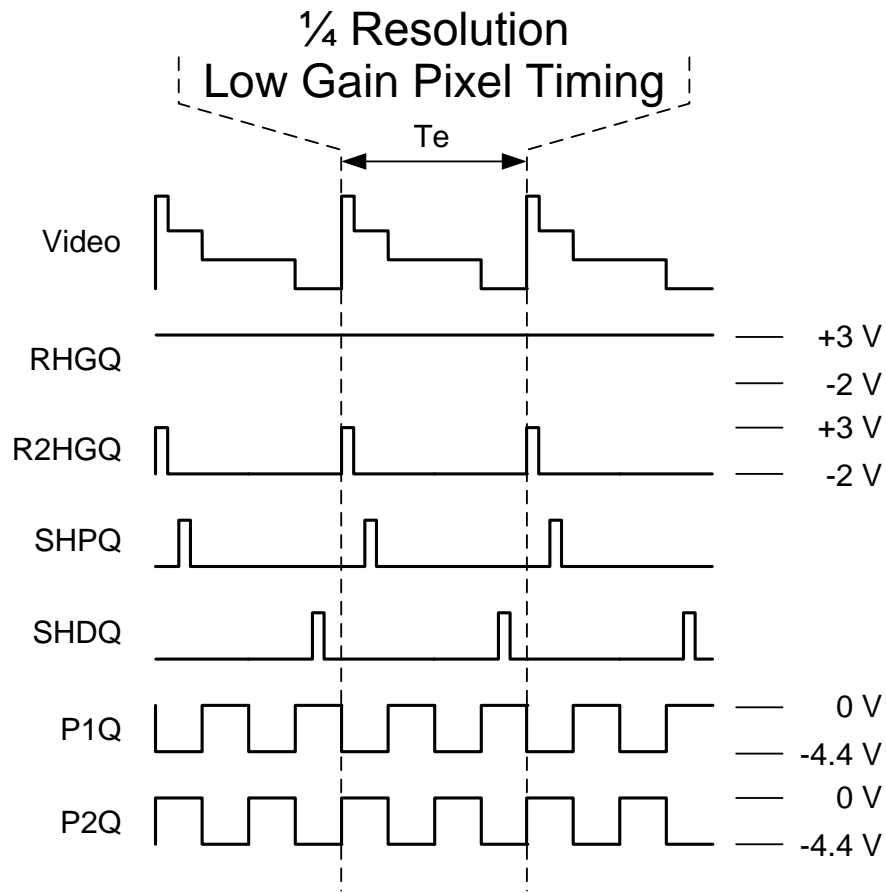 ¼ Resolution
Low Gain Pixel Timing
Te
Video
RHGQ
+3 V
-2 V
R2HGQ
+3 V
-2 V
SHPQ
SHDQ
P1Q
0 V
-4.4 V
P2Q
0 V
-4.4 V